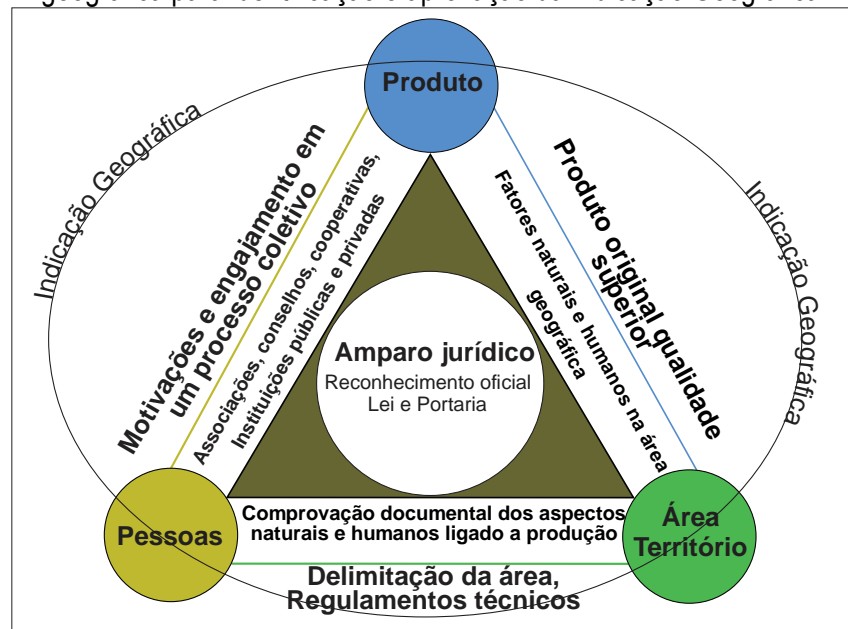 Produto
Indicação Geográfica
Motivações e engajamento em
um processo coletivo
Associações, conselhos, cooperativas,
Instituições públicas e privadas
Produto original qualidade
superior
Fatores naturais e humanos na área
geográfica
Indicação Geográfica
Amparo jurídico
Reconhecimento oficial
Lei e Portaria
Pessoas
Comprovação documental dos aspectos
naturais e humanos ligado a produção
Área
Território
Delimitação da área,
Regulamentos técnicos